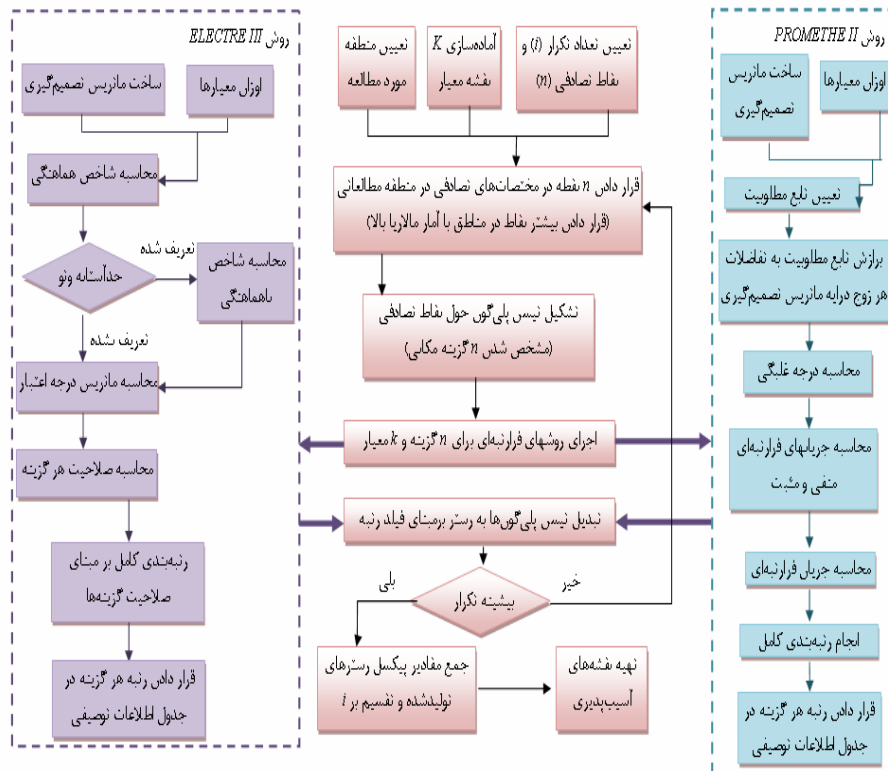 روش ELECTRE III
ساخت ماتریس تصمیم‌گیری
اوزان معیارها
محاسبه شاخص هماهنگی
تعریف شده
حدآستانه وتو
محاسبه شاخص
ناهماهنگی
تعریف نشده
محاسبه ماتریس درجه اعتبار
محاسبه صلاحیت هر گزینه
رتبه‌بندی کامل بر مبنای
صلاحیت گزینه‌ها
قرار دادن رتبه هر گزینه در
جدول اطلاعات توصیفی
تعیین منطقه
مورد مطالعه
آماده‌سازی K
نقشه معیار
تعیین تعداد تکرار (i) و
نقاط تصادفی (n)
قرار دادن n نقطه در مختصات‌های تصادفی در منطقه مطالعاتی
(قرار دادن بیشتر نقاط در مناطق با آمار مالاریا بالا)
تشکیل تیسن پلی‌گون حول نقاط تصادفی
(مشخص شدن n گزینه مکانی)
اجرای روشهای فرارتبه‌ای برای n گزینه و k معیار
تبدیل تیسن پلی‌گون‌ها به رستر برمبنای فیلد رتبه
بلی
بیشینه تکرار
خیر
جمع مقادیر پیکسل رسترهای
تولیدشده و تقسیم بر i
تهیه نقشه‌های
آسیب‌پذیری
روش PROMETHE II
ساخت ماتریس
تصمیم‌گیری
اوزان معیارها
تعیین تابع مطلوبیت
برازش تابع مطلوبیت به تفاضلات
هر زوج درایه ماتریس تصمیم‌گیری
محاسبه درجه غلبگی
محاسبه جریانهای فرارتبه‌ای
منفی و مثبت
محاسبه جریان فرارتبه‌ای
انجام رتبه‌بندی کامل
قرار دادن رتبه هر گزینه در
جدول اطلاعات توصیفی